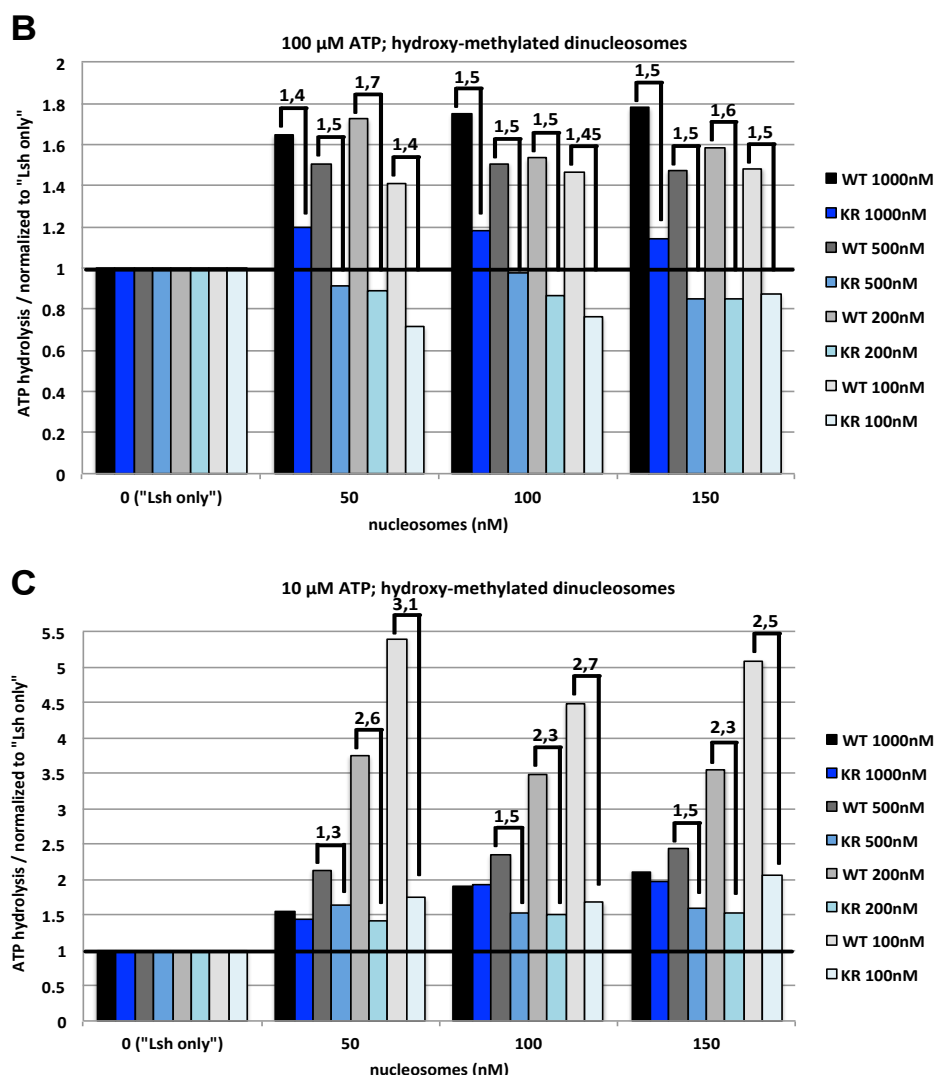 B
100 µM ATP; hydroxy-methylated dinucleosomes
ATP hydrolysis / normalized to "Lsh only"
2
1.8
1.6
1.4
1.2
1
0.8
0.6
0.4
0.2
0
1,4
1,5
1,7
1,4
1,5
1,5
1,5
1,45
1,5
1,5
1,6
1,5
0 ("Lsh only")
50
100
150
nucleosomes (nM)
WT 1000nM
KR 1000nM
WT 500nM
KR 500nM
WT 200nM
KR 200nM
WT 100nM
KR 100nM
C
10 µM ATP; hydroxy-methylated dinucleosomes
ATP hydrolysis / normalized to "Lsh only"
5.5
5
4.5
4
3.5
3
2.5
2
1.5
1
0.5
0
1,3
2,6
3,1
1,5
2,3
2,7
1,5
2,3
2,5
0 ("Lsh only")
50
100
150
nucleosomes (nM)
WT 1000nM
KR 1000nM
WT 500nM
KR 500nM
WT 200nM
KR 200nM
WT 100nM
KR 100nM